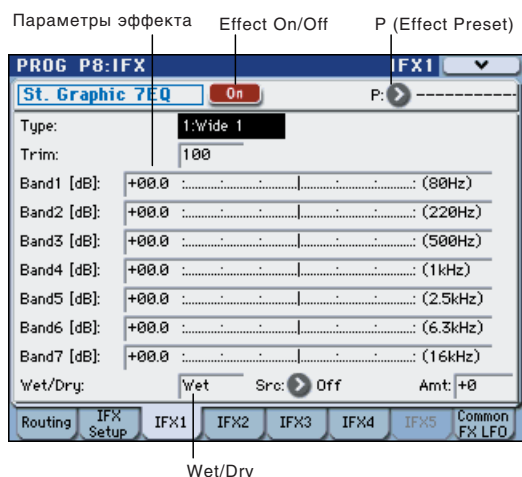 Параметры эффекта Effect On/Off P (Effect Preset)
PROG P8:IFX IFX1
St. Graphic 7EQ On P: ----------
Type: 1:Wide 1
Trim: 100
Band1 [dB]: +00.0 (80Hz)
Band2 [dB]: +00.0 (220Hz)
Band3 [dB]: +00.0 (500Hz)
Band4 [dB]: +00.0 (1kHz)
Band5 [dB]: +00.0 (2.5kHz)
Band6 [dB]: +00.0 (6.3kHz)
Band7 [dB]: +00.0 (16kHz)
Wet/Dry: Wet Src: Off Amt: +0
Routing IFX Setup IFX1 IFX2 IFX3 IFX4 IFX5 Common FX LFO
Wet/Dry